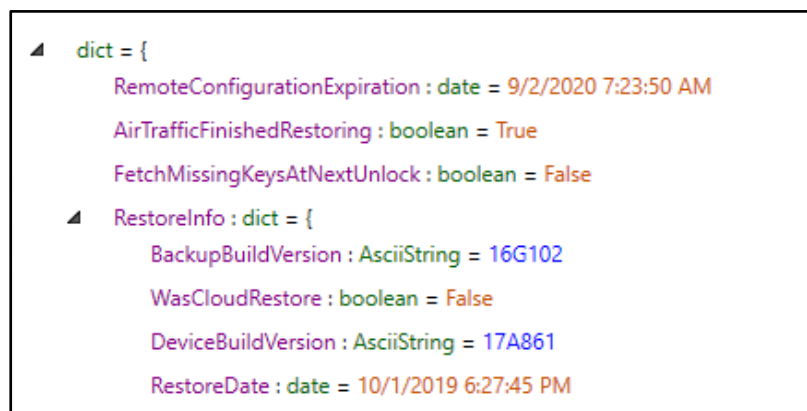 dict = {
RemoteConfigurationExpiration : date = 9/2/2020 7:23:50 AM
AirTrafficFinishedRestoring : boolean = True
FetchMissingKeysAtNextUnlock : boolean = False
RestoreInfo : dict = {
BackupBuildVersion : AsciiString = 16G102
WasCloudRestore : boolean = False
DeviceBuildVersion : AsciiString = 17A861
RestoreDate : date = 10/1/2019 6:27:45 PM